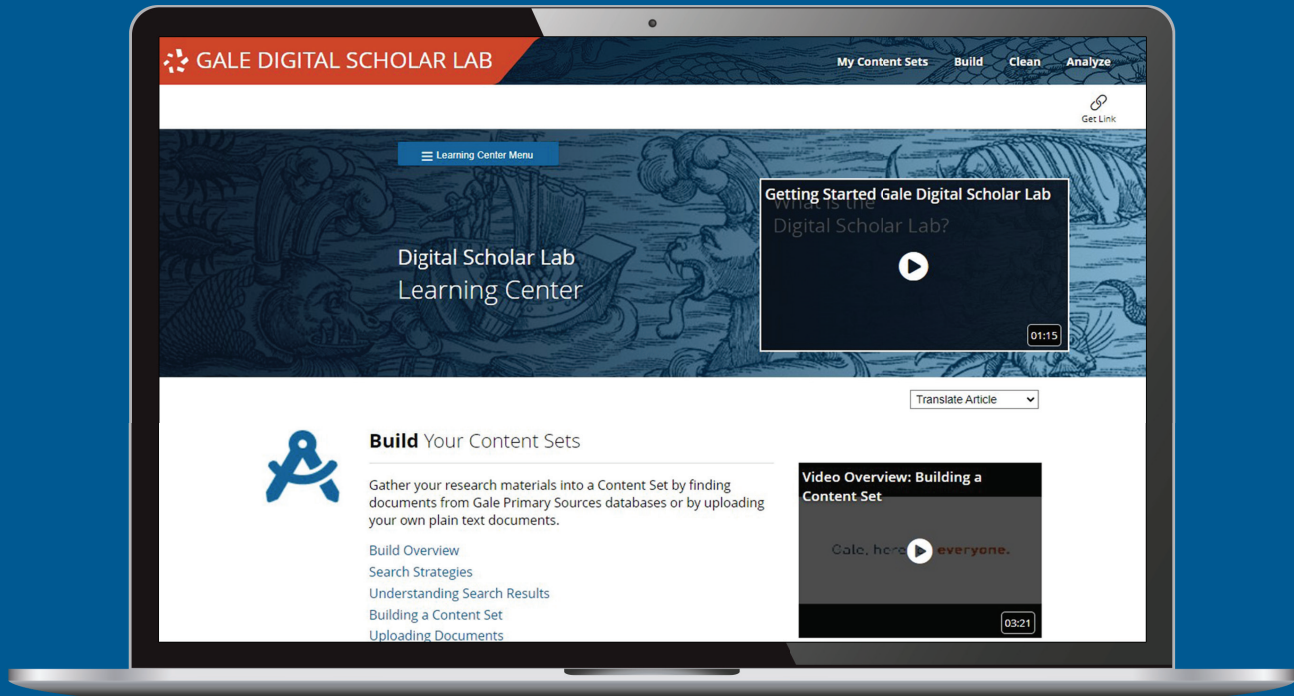 GALE DIGITAL SCHOLAR LAB
My Content Sets Build Clean Analyze
Get Link
Learning Center Menu
Getting Started Gale Digital Scholar Lab
What is the
Digital Scholar Lab?
Digital Scholar Lab
Learning Center
01:15
Translate Article
Build Your Content Sets
Gather your research materials into a Content Set by finding
documents from Gale Primary Sources databases or by uploading
your own plain text documents.
Build Overview
Search Strategies
Understanding Search Results
Building a Content Set
Uploading Documents
Video Overview: Building a
Content Set
Gale, here everyone.
03:21